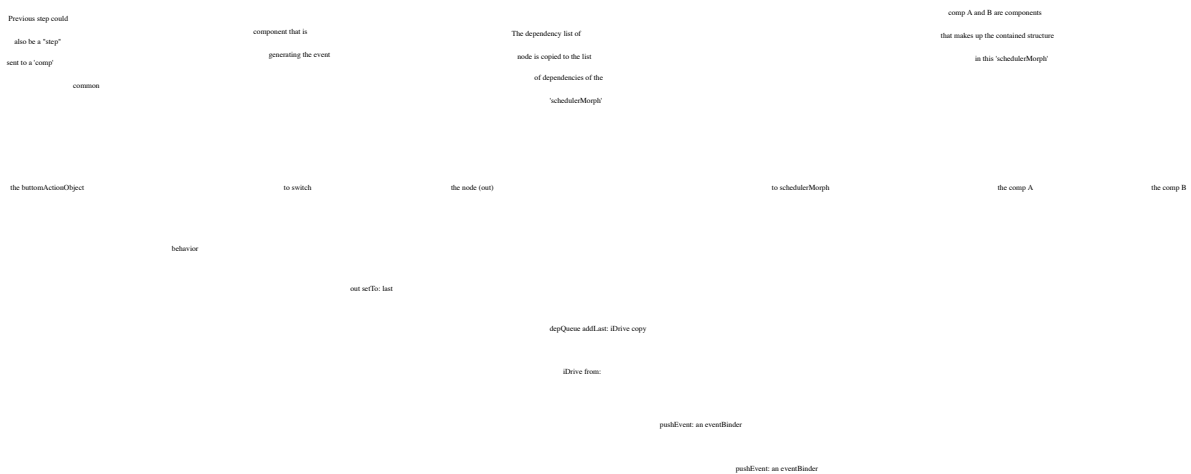 Previous step could
also be a "step"
sent to a 'comp'
common
component that is
generating the event
The dependency list of
node is copied to the list
of dependencies of the
'schedulerMorph'
comp A and B are components
that makes up the contained structure
in this 'schedulerMorph'
the buttomActionObject
to switch
the node (out)
to schedulerMorph
the comp A
the comp B
behavior
out setTo: last
depQueue addLast: iDrive copy
iDrive from:
pushEvent: an eventBinder
pushEvent: an eventBinder